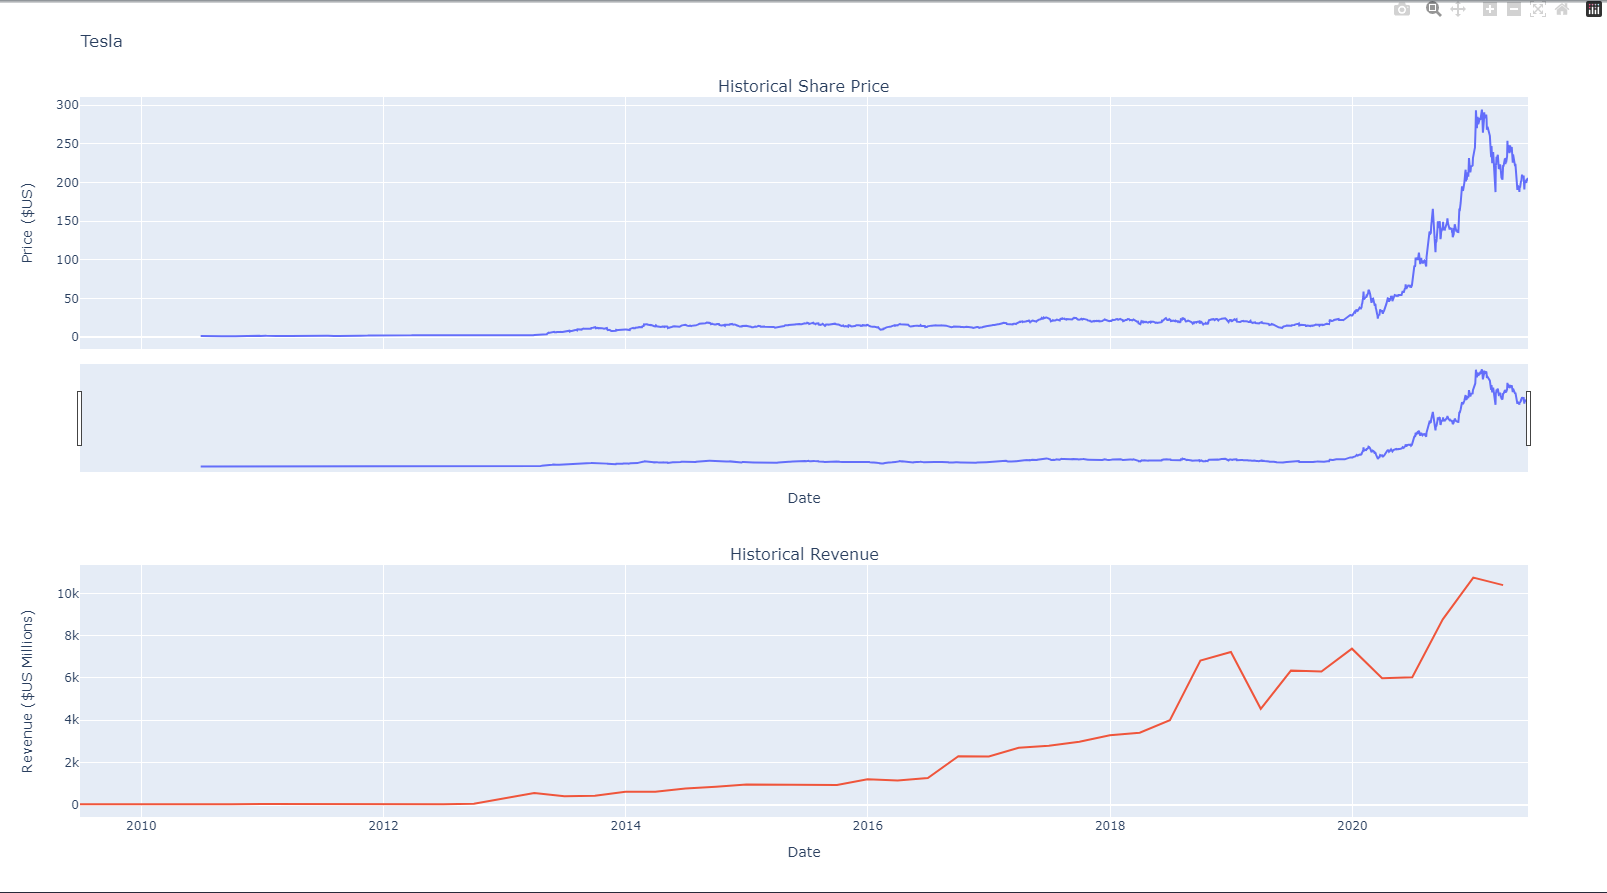 Tesla
Historical Share Price
300
250
200
150
100
50
0
Price ($US)
Date
Historical Revenue
10k
8k
6k
4k
2k
0
Revenue ($US Millions)
2010 2012 2014 2016 2018 2020
Date